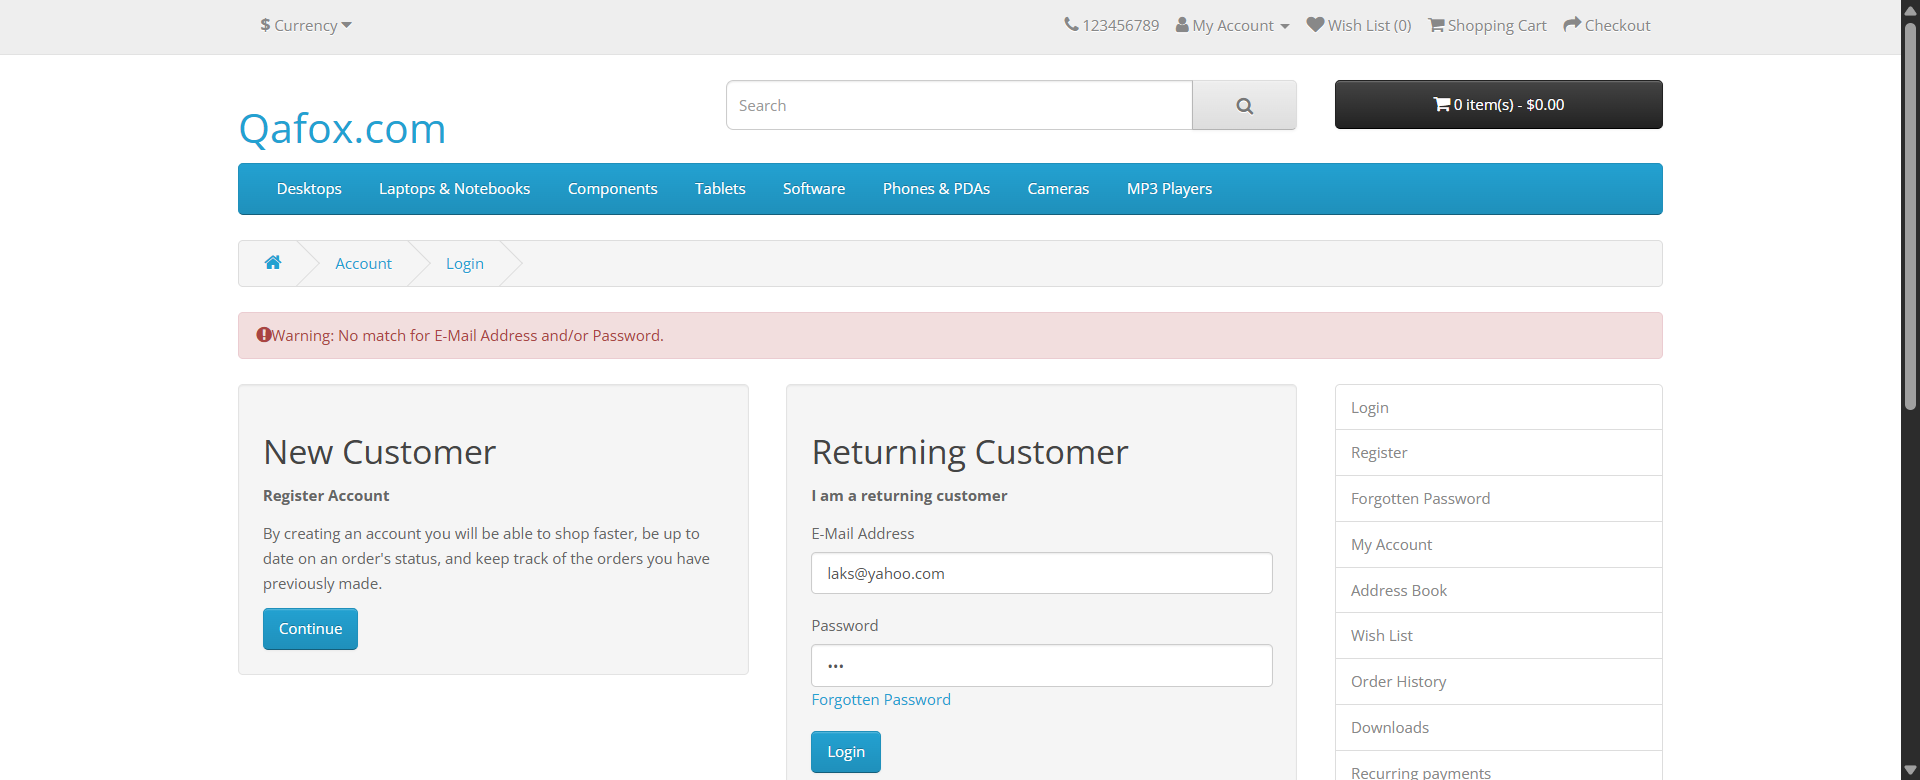 $ Currency
123456789 My Account Wish List (0) Shopping Cart Checkout
Qafox.com
Search
0 item(s) - $0.00
Desktops Laptops & Notebooks Components Tablets Software Phones & PDAs Cameras MP3 Players
Account Login
Warning: No match for E-Mail Address and/or Password.
New Customer
Register Account
By creating an account you will be able to shop faster, be up to
date on an order's status, and keep track of the orders you have
previously made.
Continue
Returning Customer
I am a returning customer
E-Mail Address
laks@yahoo.com
Password
•••
Forgotten Password
Login
Login
Register
Forgotten Password
My Account
Address Book
Wish List
Order History
Downloads
Recurring payments